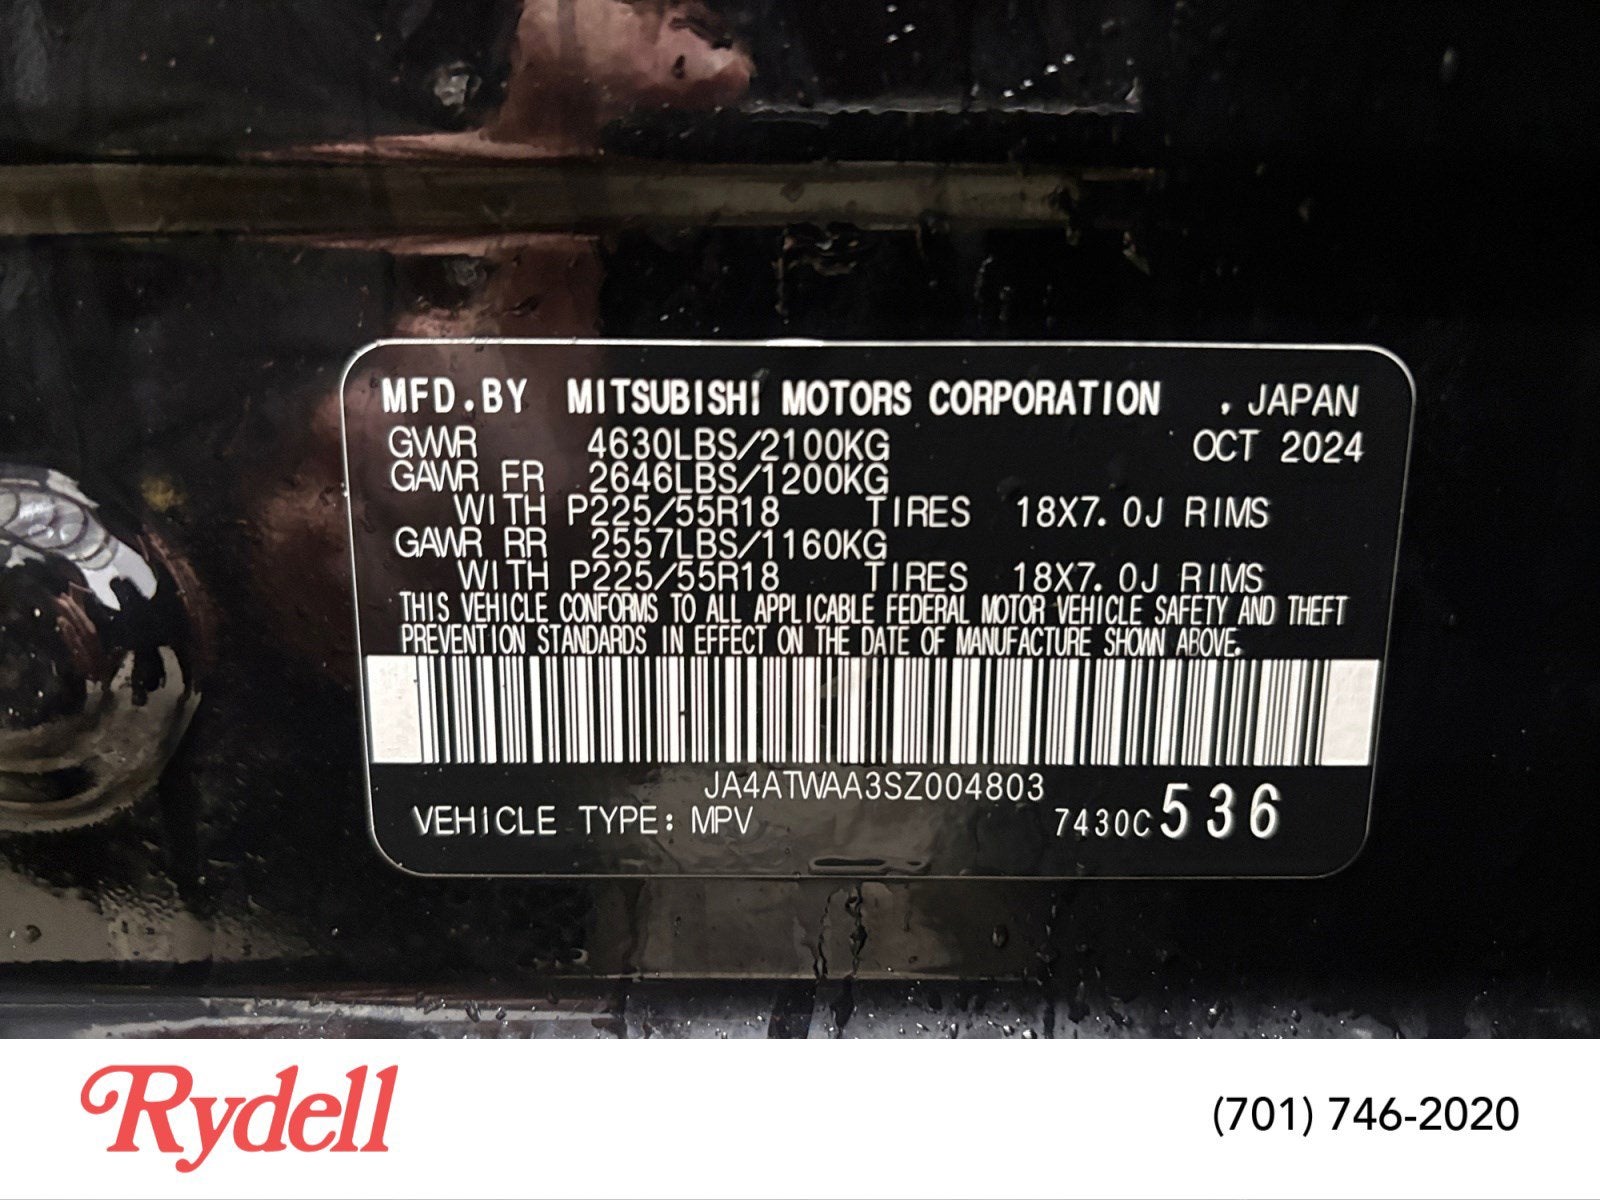 MFD.BY MITSUBISHI MOTORS CORPORATION , JAPAN
GVWR 4630LBS/2100KG OCT 2024
GAWR FR 2646LBS/1200KG
WITH P225/55R18 TIRES 18X7.0J RIMS
GAWR RR 2557LBS/1160KG
WITH P225/55R18 TIRES 18X7.0J RIMS
THIS VEHICLE CONFORMS TO ALL APPLICABLE FEDERAL MOTOR VEHICLE SAFETY AND THEFT
PREVENTION STANDARDS IN EFFECT ON THE DATE OF MANUFACTURE SHOWN ABOVE.
JA4ATWAA3SZ004803
VEHICLE TYPE: MPV 7430C 536
Rydell (701) 746-2020